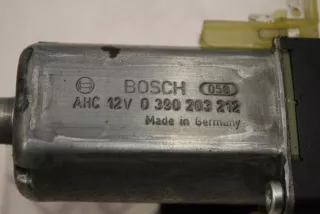 BOSCH 058
AHC 12V 0 390 203 212
Made in Germany